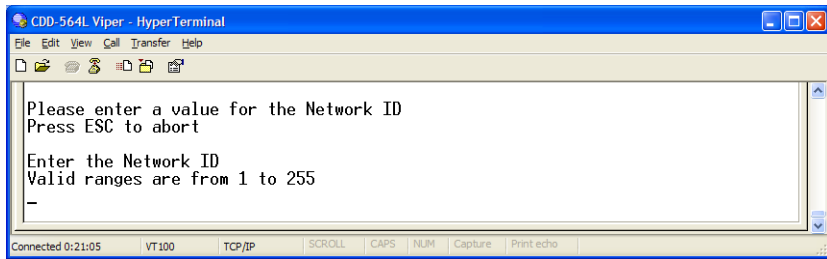 CDD-564L Viper - HyperTerminal
File Edit View Call Transfer Help
Please enter a value for the Network ID
Press ESC to abort
Enter the Network ID
Valid ranges are from 1 to 255
_
Connected 0:21:05 VT100 TCP/IP SCROLL CAPS NUM Capture Print echo